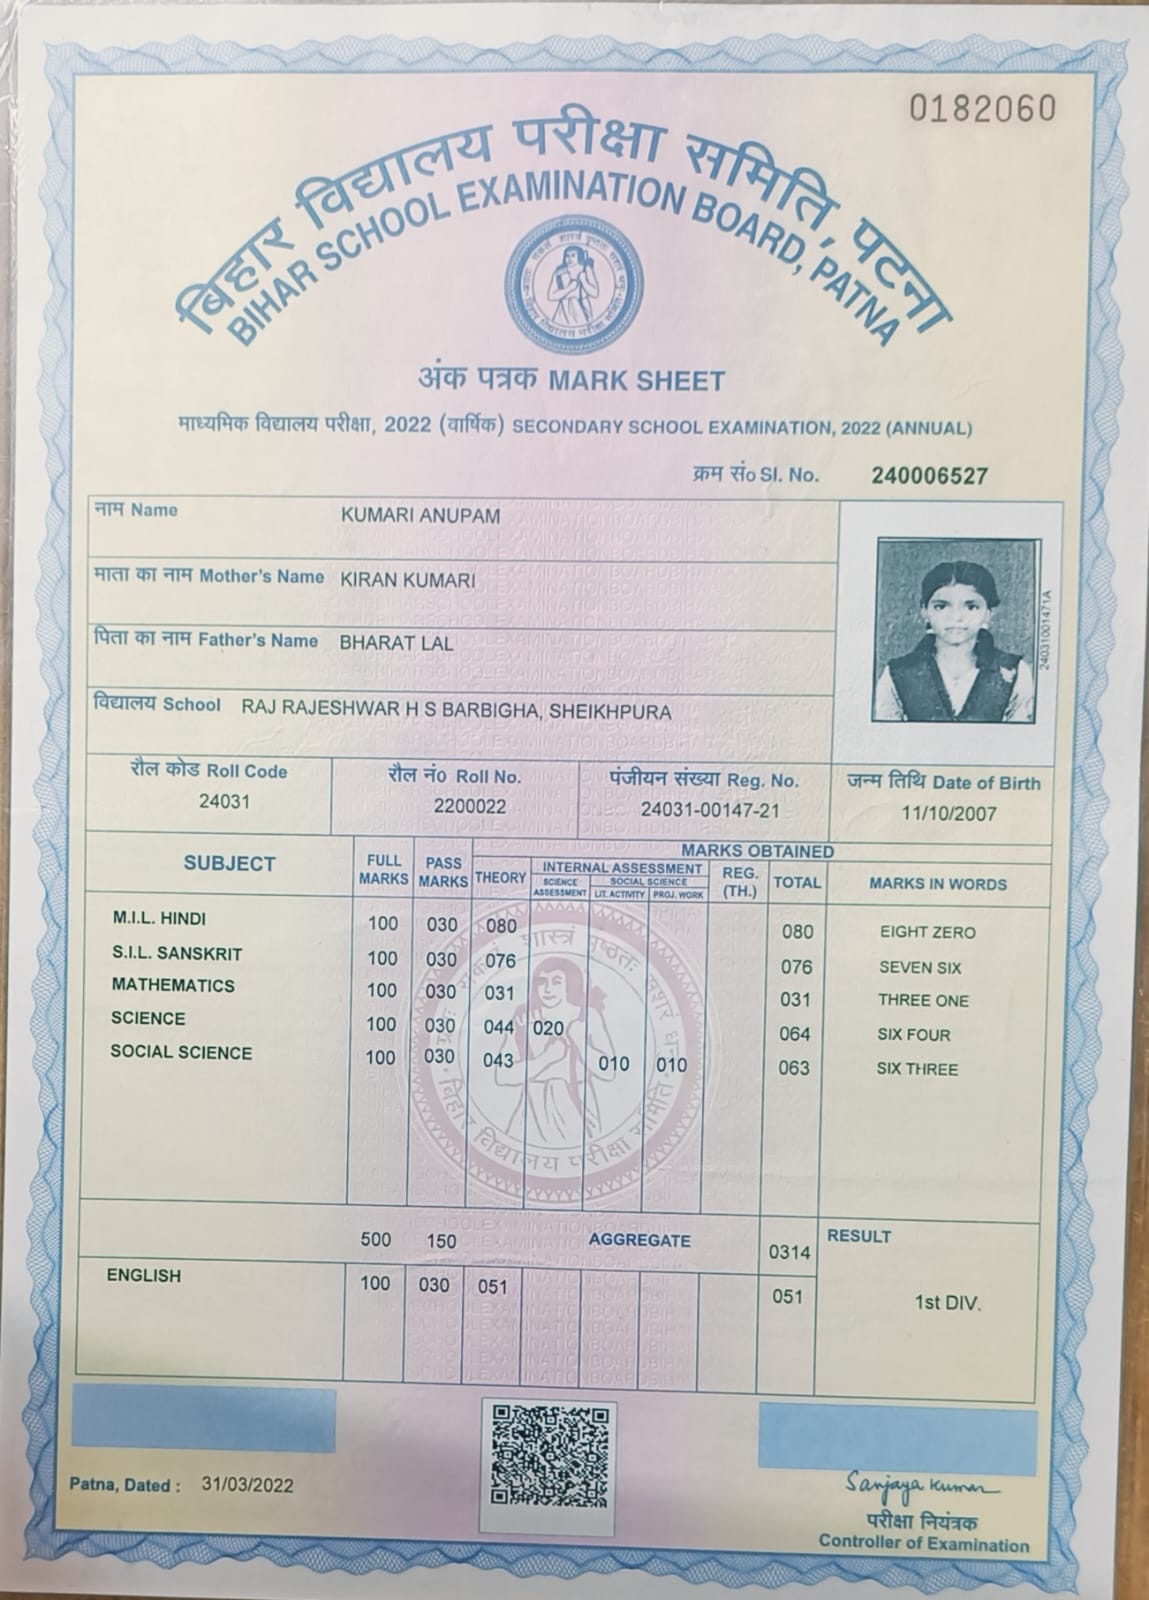 0182060
बिहार विद्यालय परीक्षा समिति, पटना
BIHAR SCHOOL EXAMINATION BOARD, PATNA
अंक पत्रक MARK SHEET
माध्यमिक विद्यालय परीक्षा, 2022 (वार्षिक) SECONDARY SCHOOL EXAMINATION, 2022 (ANNUAL)
क्रम सं० Sl. No. 240006527
नाम Name KUMARI ANUPAM
माता का नाम Mother's Name KIRAN KUMARI
पिता का नाम Father's Name BHARAT LAL
विद्यालय School RAJ RAJESHWAR H S BARBIGHA, SHEIKHPURA
24031001471A
रौल कोड Roll Code रौल नं० Roll No. पंजीयन संख्या Reg. No. जन्म तिथि Date of Birth
24031 2200022 24031-00147-21 11/10/2007
SUBJECT FULL MARKS PASS MARKS MARKS OBTAINED
THEORY INTERNAL ASSESSMENT REG. (TH.) TOTAL MARKS IN WORDS
SCIENCE ASSESSMENT SOCIAL SCIENCE
LIT. ACTIVITY PROJ. WORK
M.I.L. HINDI 100 030 080 080 EIGHT ZERO
S.I.L. SANSKRIT 100 030 076 076 SEVEN SIX
MATHEMATICS 100 030 031 031 THREE ONE
SCIENCE 100 030 044 020 064 SIX FOUR
SOCIAL SCIENCE 100 030 043 010 010 063 SIX THREE
बिहार विद्यालय परीक्षा समिति
500 150 AGGREGATE 0314 RESULT
ENGLISH 100 030 051 051 1st DIV.
Patna, Dated : 31/03/2022
Sanjaya Kumar
परीक्षा नियंत्रक
Controller of Examination